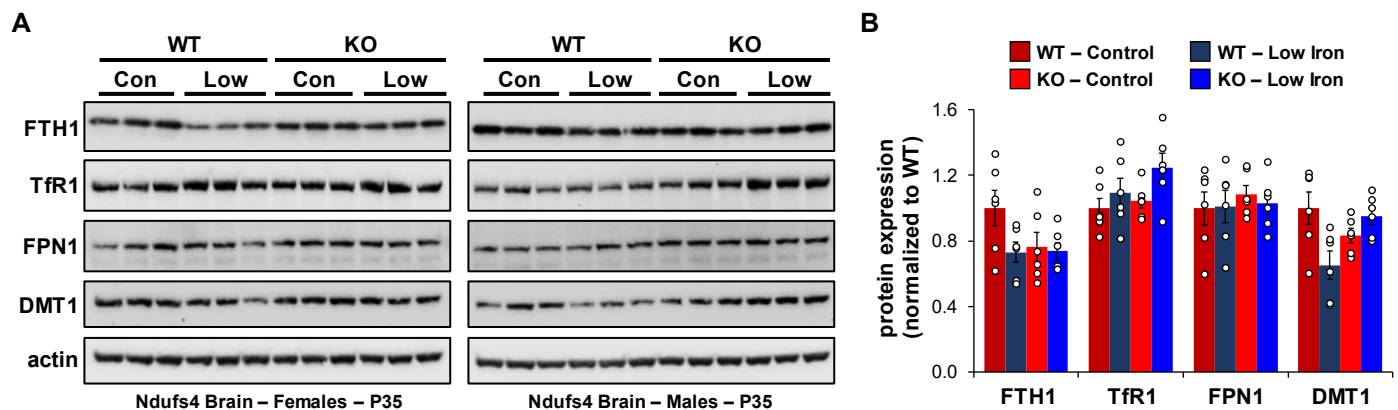 A
WT KO
Con Low Con Low
WT KO
Con Low Con Low
FTH1
TfR1
FPN1
DMT1
actin
Ndufs4 Brain – Females – P35
Ndufs4 Brain – Males – P35
B
WT – Control WT – Low Iron
KO – Control KO – Low Iron
protein expression
(normalized to WT)
1.6
1.2
0.8
0.4
0.0
FTH1 TfR1 FPN1 DMT1